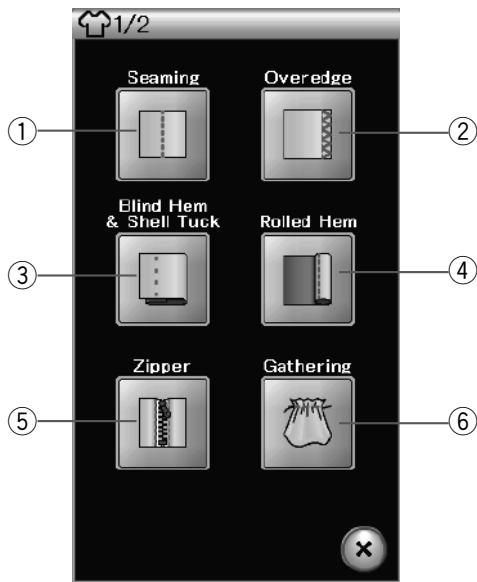 1/2
Seaming
Overedge
① 
②
Blind Hem
& Shell Tuck
Rolled Hem
③
④
Zipper
Gathering
⑤
⑥